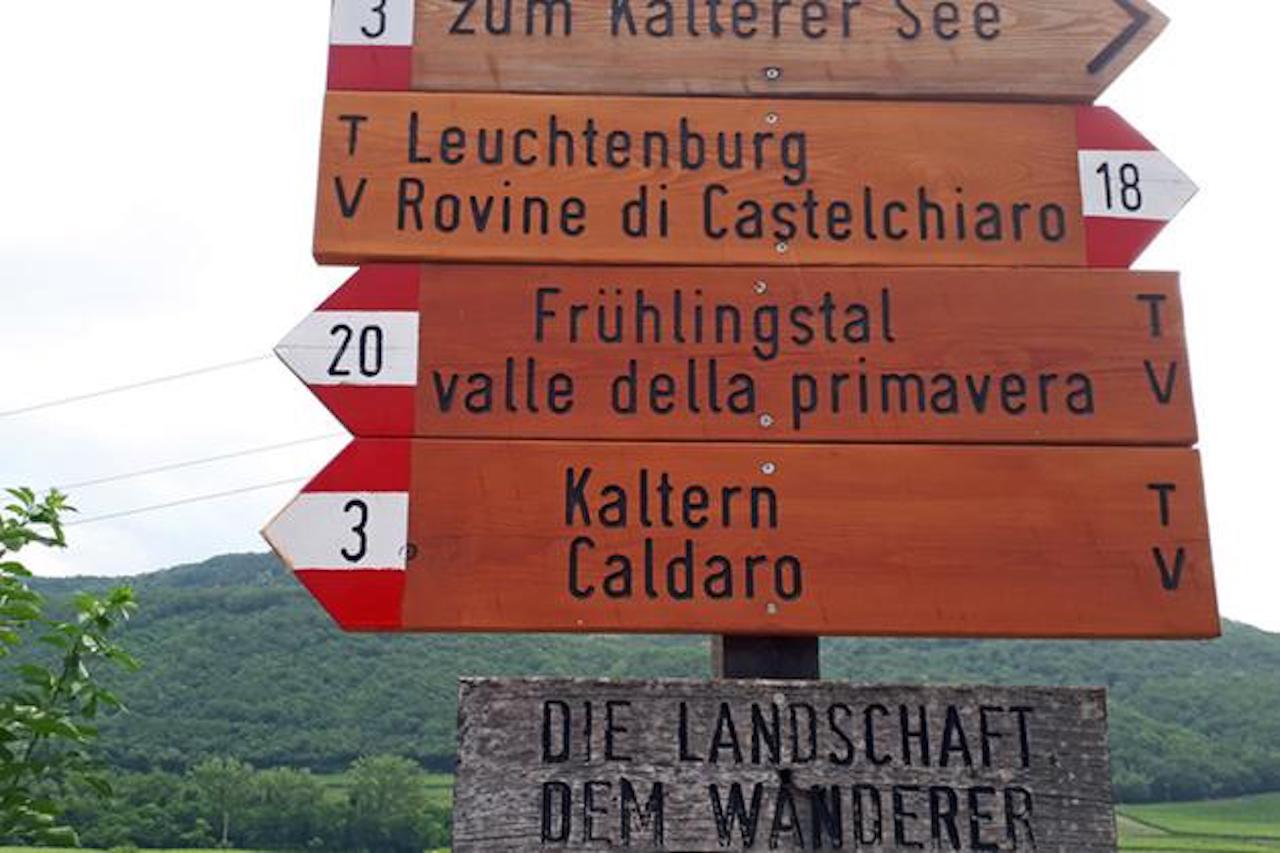 3 zum Kalterer See
T Leuchtenburg
V Rovine di Castelchiaro 18
20 Frühlingstal T
valle della primavera V
3 Kaltern T
Caldaro V
DIE LANDSCHAFT
DEM WANDERER